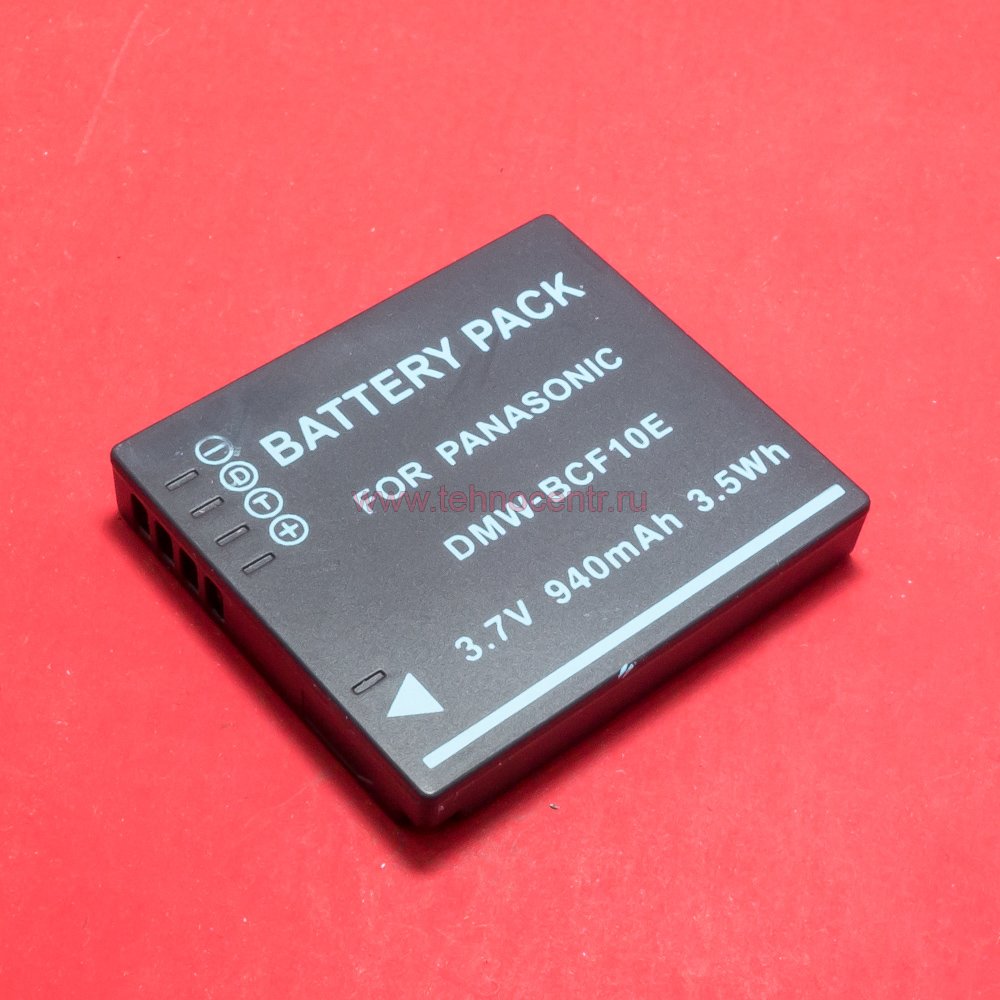 BATTERY PACK
FOR PANASONIC
www.tehnocentr.ru
DMW-BCF10E
3.7V 940mAh 3.5Wh
− D T +